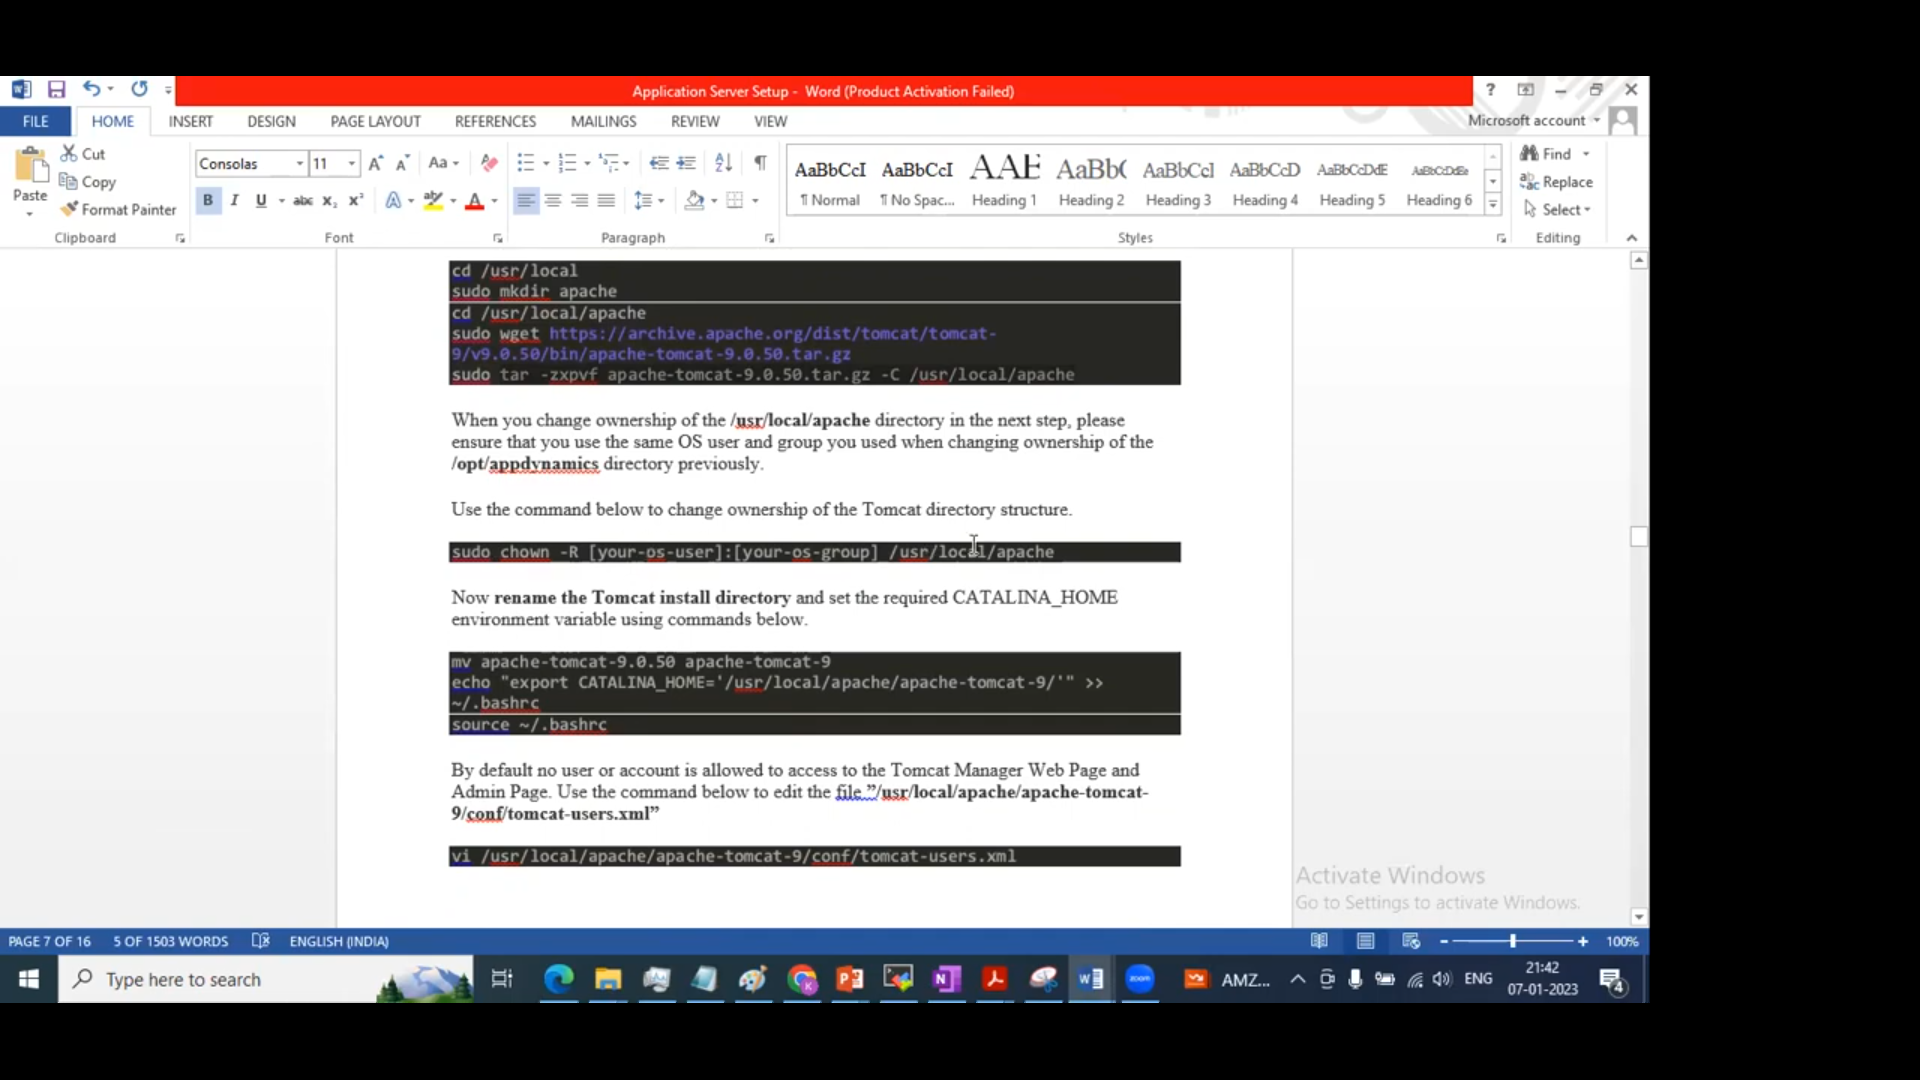 Application Server Setup - Word (Product Activation Failed)
FILE HOME INSERT DESIGN PAGE LAYOUT REFERENCES MAILINGS REVIEW VIEW Microsoft account
Paste Cut
Copy
Format Painter
Consolas 11 Aa
B I U abc X₂ X² A ab A
AaBbCcI AaBbCcI AAE AaBb( AaBbCcI AaBbCcD AaBbCcDdE AaBbCcDdEe
¶ Normal ¶ No Spac... Heading 1 Heading 2 Heading 3 Heading 4 Heading 5 Heading 6
Find
Replace
Select
Clipboard Font Paragraph Styles Editing
cd /usr/local
sudo mkdir apache
cd /usr/local/apache
sudo wget https://archive.apache.org/dist/tomcat/tomcat-
9/v9.0.50/bin/apache-tomcat-9.0.50.tar.gz
sudo tar -zxpvf apache-tomcat-9.0.50.tar.gz -C /usr/local/apache
When you change ownership of the /usr/local/apache directory in the next step, please
ensure that you use the same OS user and group you used when changing ownership of the
/opt/appdynamics directory previously.
Use the command below to change ownership of the Tomcat directory structure.
sudo chown -R [your-os-user]:[your-os-group] /usr/local/apache
Now rename the Tomcat install directory and set the required CATALINA_HOME
environment variable using commands below.
mv apache-tomcat-9.0.50 apache-tomcat-9
echo "export CATALINA_HOME='/usr/local/apache/apache-tomcat-9/'" >>
~/.bashrc
source ~/.bashrc
By default no user or account is allowed to access to the Tomcat Manager Web Page and
Admin Page. Use the command below to edit the file ”/usr/local/apache/apache-tomcat-
9/conf/tomcat-users.xml”
vi /usr/local/apache/apache-tomcat-9/conf/tomcat-users.xml
Activate Windows
Go to Settings to activate Windows.
PAGE 7 OF 16 5 OF 1503 WORDS ENGLISH (INDIA) 100%
Type here to search zoom AMZ... ENG 21:42
07-01-2023 4